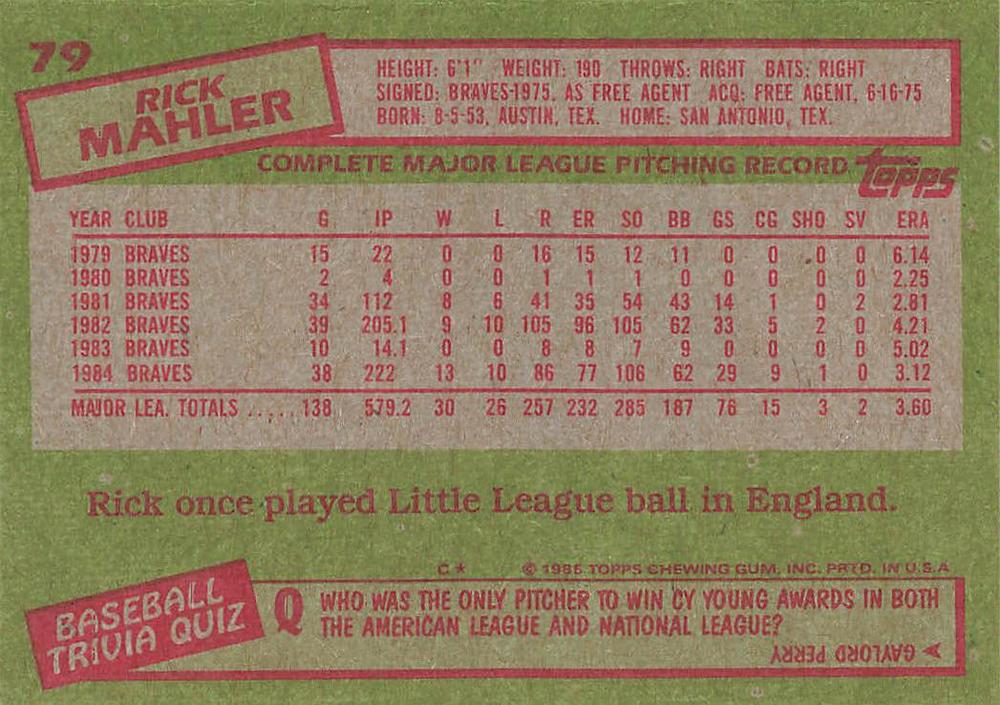 79
RICK
MAHLER
HEIGHT: 6'1" WEIGHT: 190 THROWS: RIGHT BATS: RIGHT
SIGNED: BRAVES-1975, AS FREE AGENT ACQ: FREE AGENT, 6-16-75
BORN: 8-5-53, AUSTIN, TEX. HOME: SAN ANTONIO, TEX.
COMPLETE MAJOR LEAGUE PITCHING RECORD topps
YEAR CLUB G IP W L R ER SO BB GS CG SHO SV ERA
1979 BRAVES 15 22 0 0 16 15 12 11 0 0 0 0 6.14
1980 BRAVES 2 4 0 0 1 1 1 0 0 0 0 0 2.25
1981 BRAVES 34 112 8 6 41 35 54 43 14 1 0 2 2.81
1982 BRAVES 39 205.1 9 10 105 96 105 62 33 5 2 0 4.21
1983 BRAVES 10 14.1 0 0 8 8 7 9 0 0 0 0 5.02
1984 BRAVES 38 222 13 10 86 77 106 62 29 9 1 0 3.12
MAJOR LEA. TOTALS ..... 138 579.2 30 26 257 232 285 187 76 15 3 2 3.60
Rick once played Little League ball in England.
C* © 1985 TOPPS CHEWING GUM, INC. PRTD. IN U.S.A
BASEBALL
TRIVIA QUIZ
Q WHO WAS THE ONLY PITCHER TO WIN CY YOUNG AWARDS IN BOTH
THE AMERICAN LEAGUE AND NATIONAL LEAGUE?
➤ GAYLORD PERRY